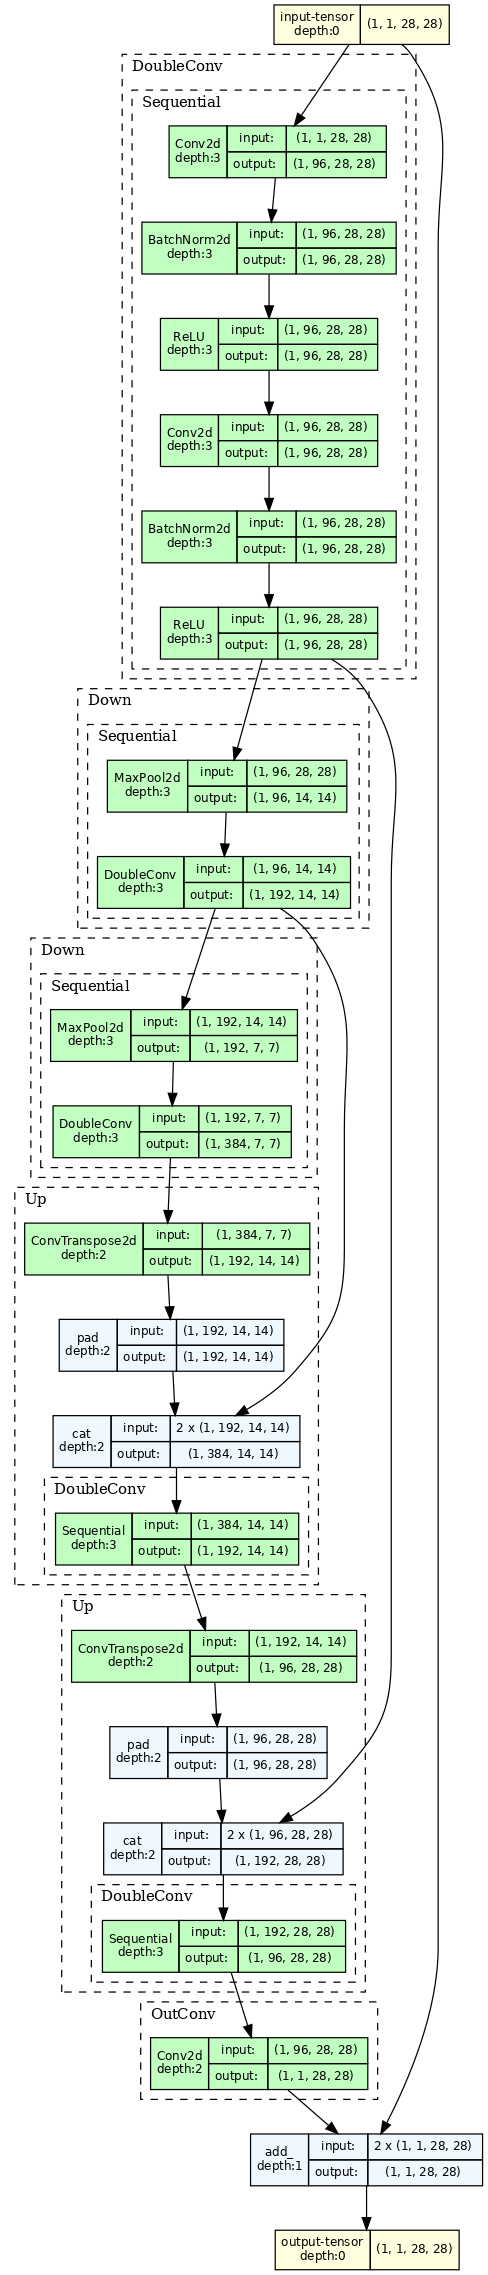 input-tensor
depth:0
(1, 1, 28, 28)
DoubleConv
Sequential
Conv2d
depth:3
input:
(1, 1, 28, 28)
output:
(1, 96, 28, 28)
BatchNorm2d
depth:3
input:
(1, 96, 28, 28)
output:
(1, 96, 28, 28)
ReLU
depth:3
input:
(1, 96, 28, 28)
output:
(1, 96, 28, 28)
Conv2d
depth:3
input:
(1, 96, 28, 28)
output:
(1, 96, 28, 28)
BatchNorm2d
depth:3
input:
(1, 96, 28, 28)
output:
(1, 96, 28, 28)
ReLU
depth:3
input:
(1, 96, 28, 28)
output:
(1, 96, 28, 28)
Down
Sequential
MaxPool2d
depth:3
input:
(1, 96, 28, 28)
output:
(1, 96, 14, 14)
DoubleConv
depth:3
input:
(1, 96, 14, 14)
output:
(1, 192, 14, 14)
Down
Sequential
MaxPool2d
depth:3
input:
(1, 192, 14, 14)
output:
(1, 192, 7, 7)
DoubleConv
depth:3
input:
(1, 192, 7, 7)
output:
(1, 384, 7, 7)
Up
ConvTranspose2d
depth:2
input:
(1, 384, 7, 7)
output:
(1, 192, 14, 14)
pad
depth:2
input:
(1, 192, 14, 14)
output:
(1, 192, 14, 14)
cat
depth:2
input:
2 x (1, 192, 14, 14)
output:
(1, 384, 14, 14)
DoubleConv
Sequential
depth:3
input:
(1, 384, 14, 14)
output:
(1, 192, 14, 14)
Up
ConvTranspose2d
depth:2
input:
(1, 192, 14, 14)
output:
(1, 96, 28, 28)
pad
depth:2
input:
(1, 96, 28, 28)
output:
(1, 96, 28, 28)
cat
depth:2
input:
2 x (1, 96, 28, 28)
output:
(1, 192, 28, 28)
DoubleConv
Sequential
depth:3
input:
(1, 192, 28, 28)
output:
(1, 96, 28, 28)
OutConv
Conv2d
depth:2
input:
(1, 96, 28, 28)
output:
(1, 1, 28, 28)
add_
depth:1
input:
2 x (1, 1, 28, 28)
output:
(1, 1, 28, 28)
output-tensor
depth:0
(1, 1, 28, 28)